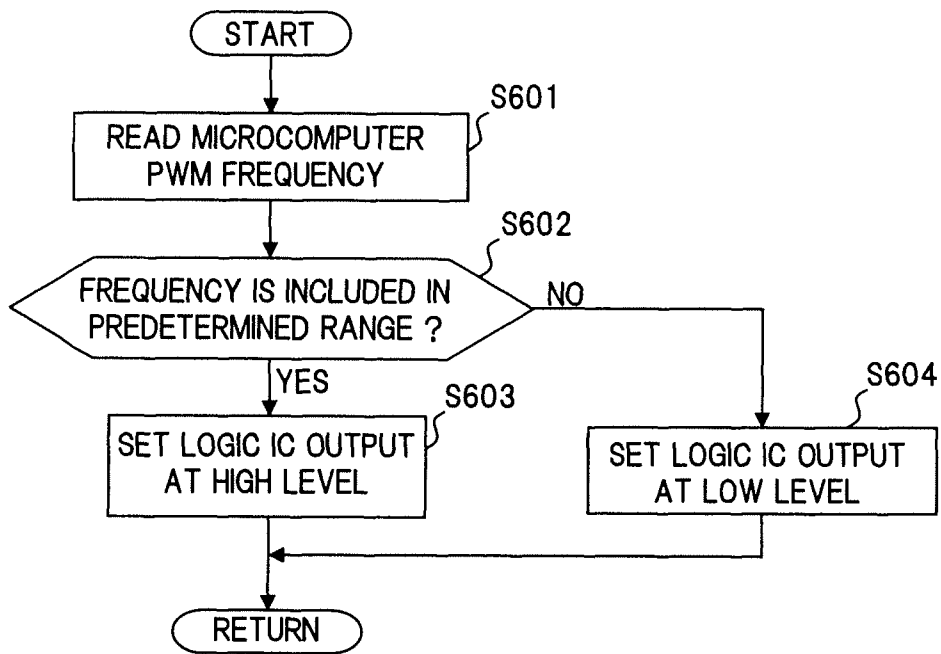 START
S601
READ MICROCOMPUTER
PWM FREQUENCY
S602
FREQUENCY IS INCLUDED IN
PREDETERMINED RANGE ?
NO
YES
S603
SET LOGIC IC OUTPUT
AT HIGH LEVEL
S604
SET LOGIC IC OUTPUT
AT LOW LEVEL
RETURN